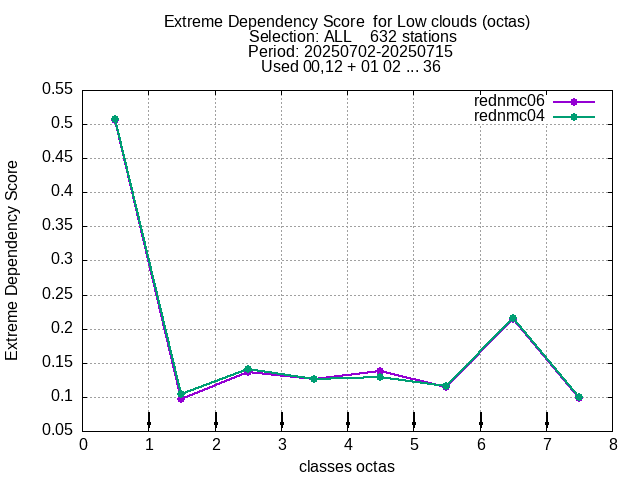 Extreme Dependency Score  for Low clouds (octas)
Selection: ALL    632 stations
Period: 20250702-20250715
Used 00,12 + 01 02 ... 36
rednmc06
rednmc04
Extreme Dependency Score
0.55
0.5
0.45
0.4
0.35
0.3
0.25
0.2
0.15
0.1
0.05
0 1 2 3 4 5 6 7 8
classes octas